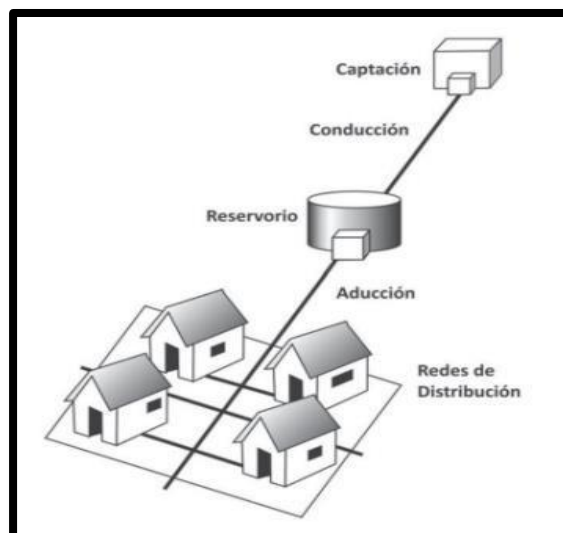 Captación
Conducción
Reservorio
Aducción
Redes de
Distribución